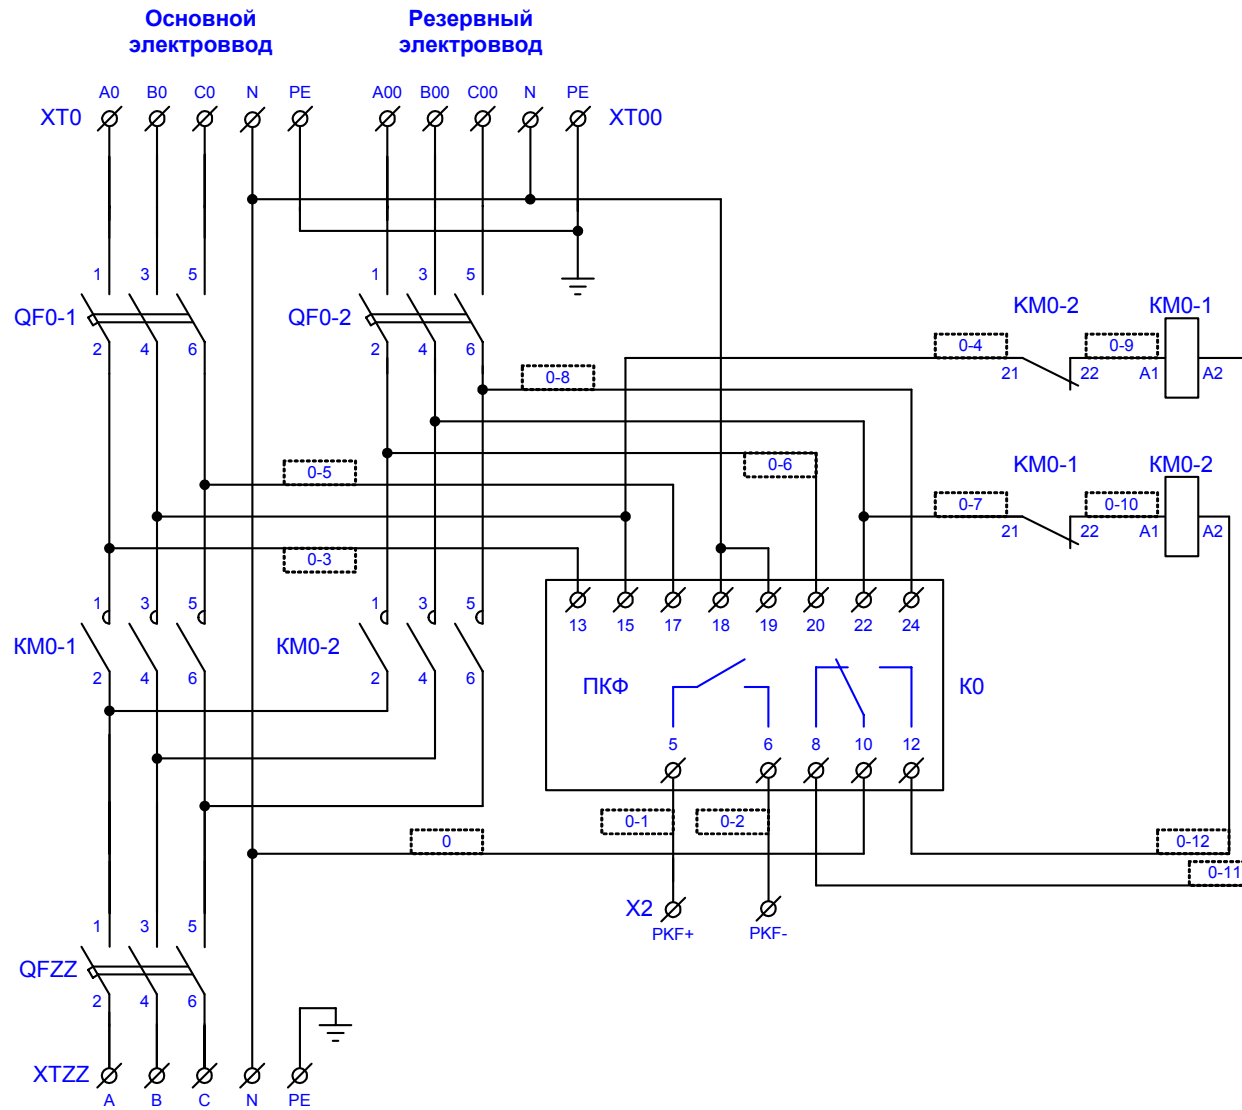 Основной
электроввод
Резервный
электроввод
A0 B0 C0 N PE A00 B00 C00 N PE
XT0 XT00
1 3 5 1 3 5
QF0-1 QF0-2
2 4 6 2 4 6
KM0-2 KM0-1
0-4 0-9
21 22 A1 A2
0-8
0-5 0-6
KM0-1 KM0-2
0-7 0-10
21 22 A1 A2
0-3
1 3 5 1 3 5
13 15 17 18 19 20 22 24
KM0-1 KM0-2
2 4 6 2 4 6
ПКФ K0
5 6 8 10 12
0-1 0-2
0 0-12
0-11
X2
PKF+ PKF-
1 3 5
QFZZ
2 4 6
XTZZ
A B C N PE